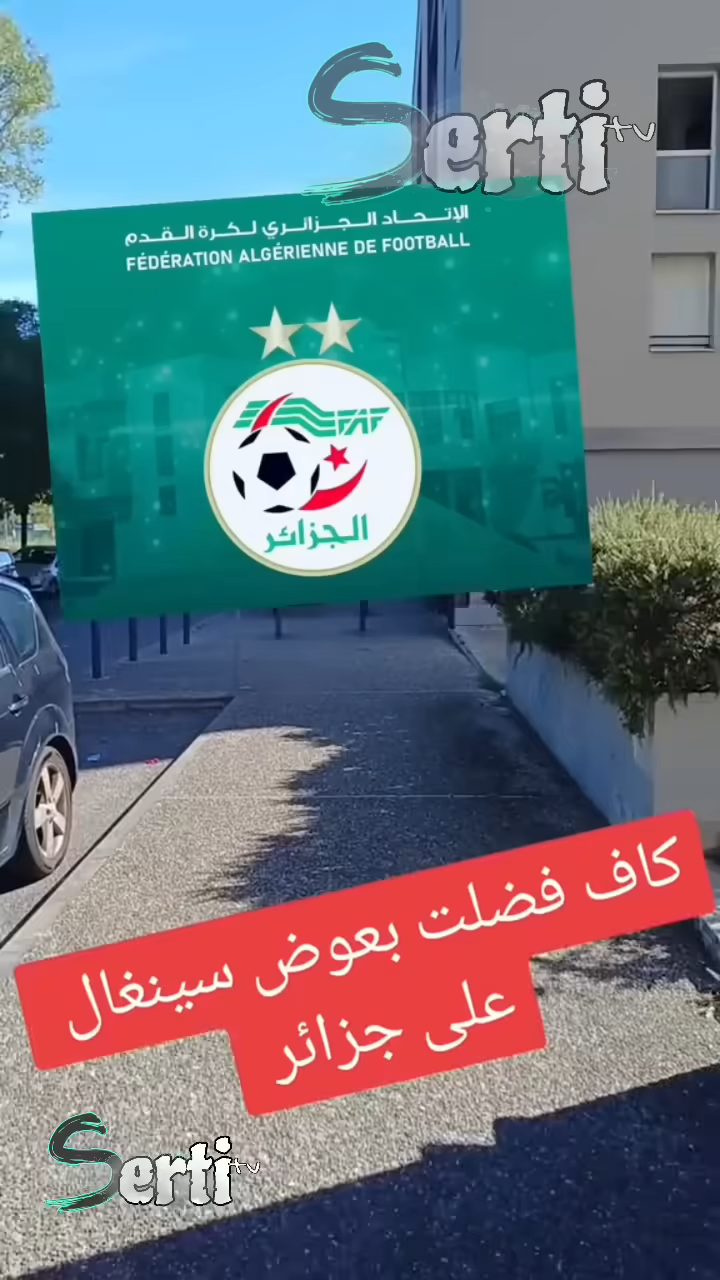 Serti tv
الإتحاد الجزائري لكرة القدم
FÉDÉRATION ALGÉRIENNE DE FOOTBALL
FAF
الجزائر
كاف فضلت بعوض سينغال
على جزائر
Serti tv